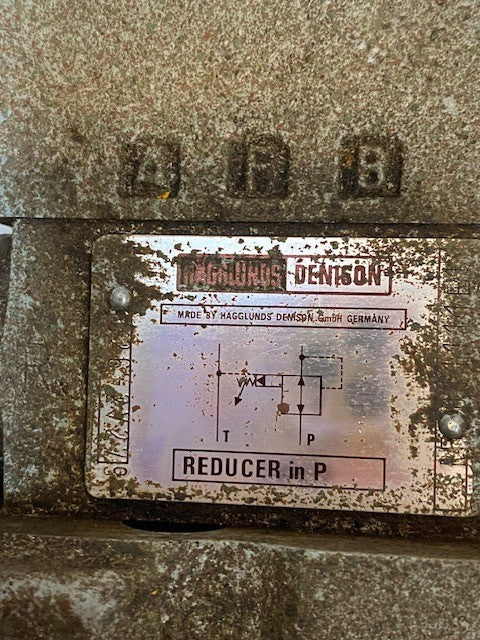 A P B
HAGGLUNDS DENISON
MADE BY HAGGLUNDS DENISON GmbH GERMANY
T P
REDUCER in P